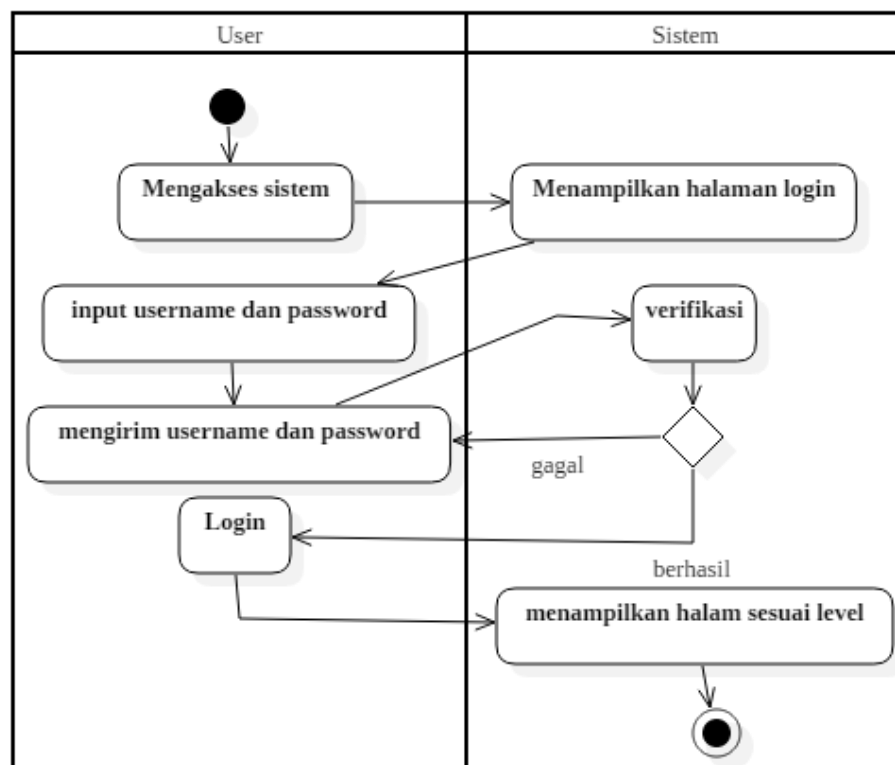 User
Sistem
Mengakses sistem
Menampilkan halaman login
input username dan password
verifikasi
mengirim username dan password
gagal
Login
berhasil
menampilkan halam sesuai level